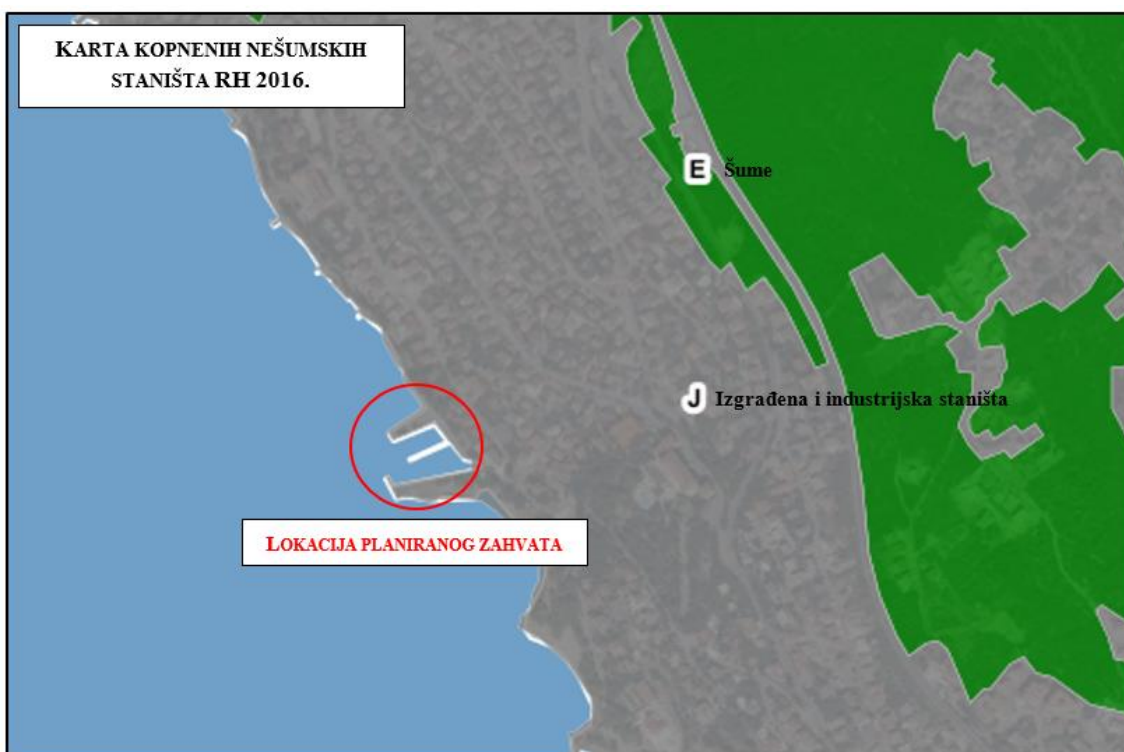 KARTA KOPNENIH NEŠUMSKIH
STANIŠTA RH 2016.
E Šume
J Izgrađena i industrijska staništa
LOKACIJA PLANIRANOG ZAHVATA